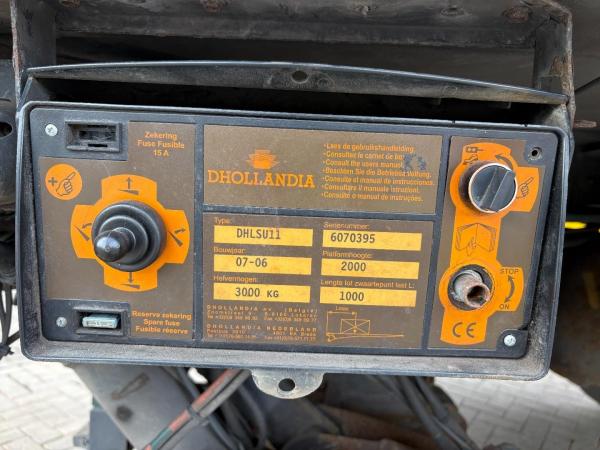 Zekering
Fuse Fusible
15 A
DHOLLANDIA
•Lees de gebruikshandleiding.
•Consultez le carnet de
•Consult the users manual.
•Beachten Sie die Betriebsanleitung.
•Consulte el manual de instrucciones.
•Consultare il manuale istruzioni.
•Consulte o manual de instruções.
Type:
DHLSU11
Serienummer:
6070395
Bouwjaar:
07-06
Platformhoogte:
2000
Hefvermogen:
3000 KG
Lengte tot zwaartepunt last L:
1000
STOP
ON
CE
Reserve zekering
Spare fuse
Fusible réserve
DHOLLANDIA
DHOLLANDIA NEDERLAND